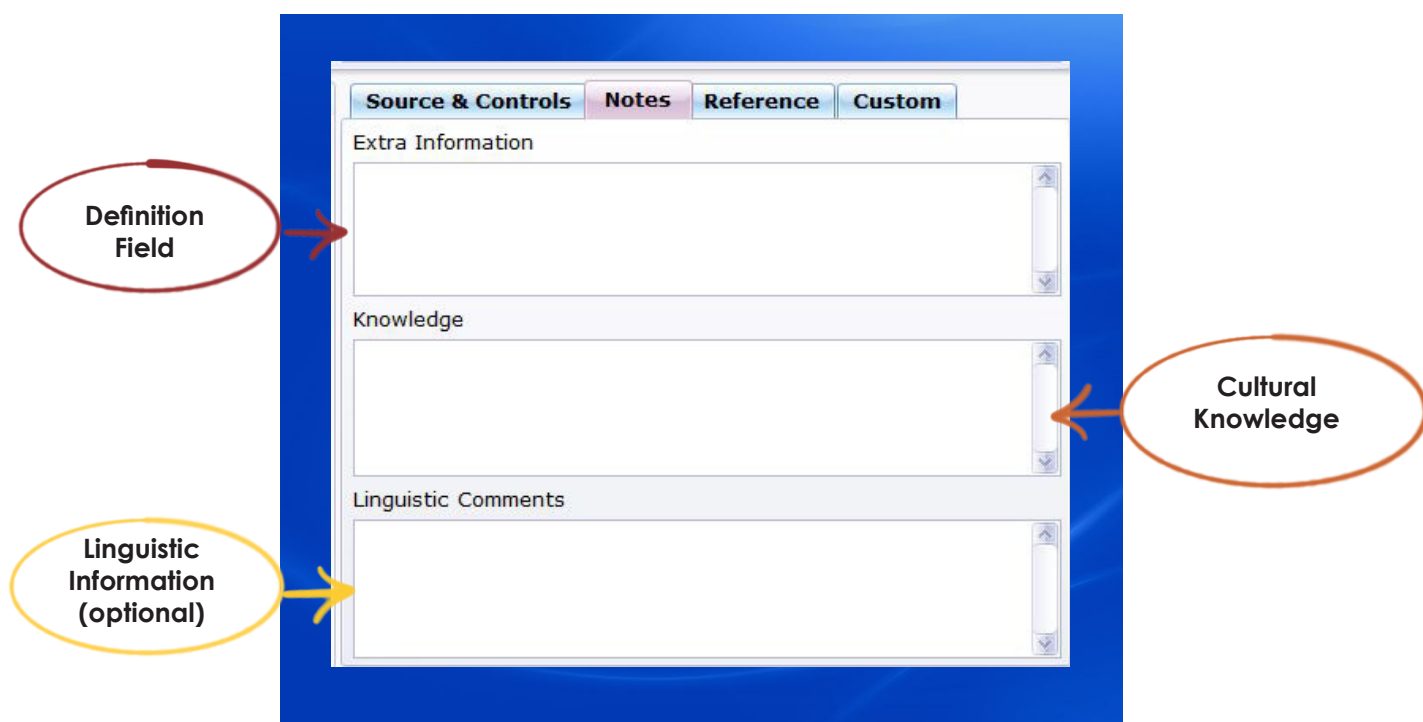 Source & Controls Notes Reference Custom
Extra Information
Definition
Field
Knowledge
Cultural
Knowledge
Linguistic Comments
Linguistic
Information
(optional)